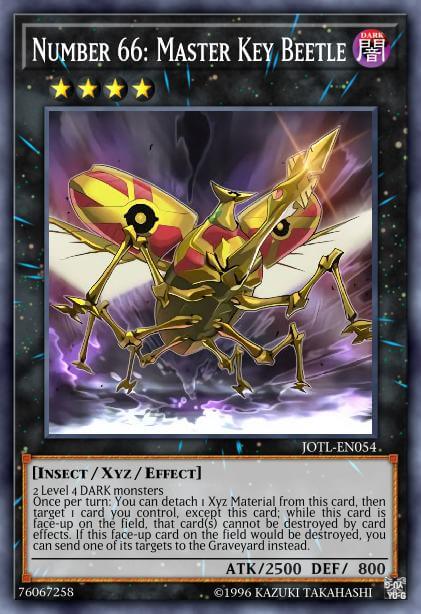 NUMBER 66: MASTER KEY BEETLE
DARK
闇
JOTL-EN054
[INSECT / XYZ / EFFECT]
2 Level 4 DARK monsters
Once per turn: You can detach 1 Xyz Material from this card, then
target 1 card you control, except this card; while this card is
face-up on the field, that card(s) cannot be destroyed by card
effects. If this face-up card on the field would be destroyed, you
can send one of its targets to the Graveyard instead.
ATK/2500 DEF/ 800
76067258
©1996 KAZUKI TAKAHASHI